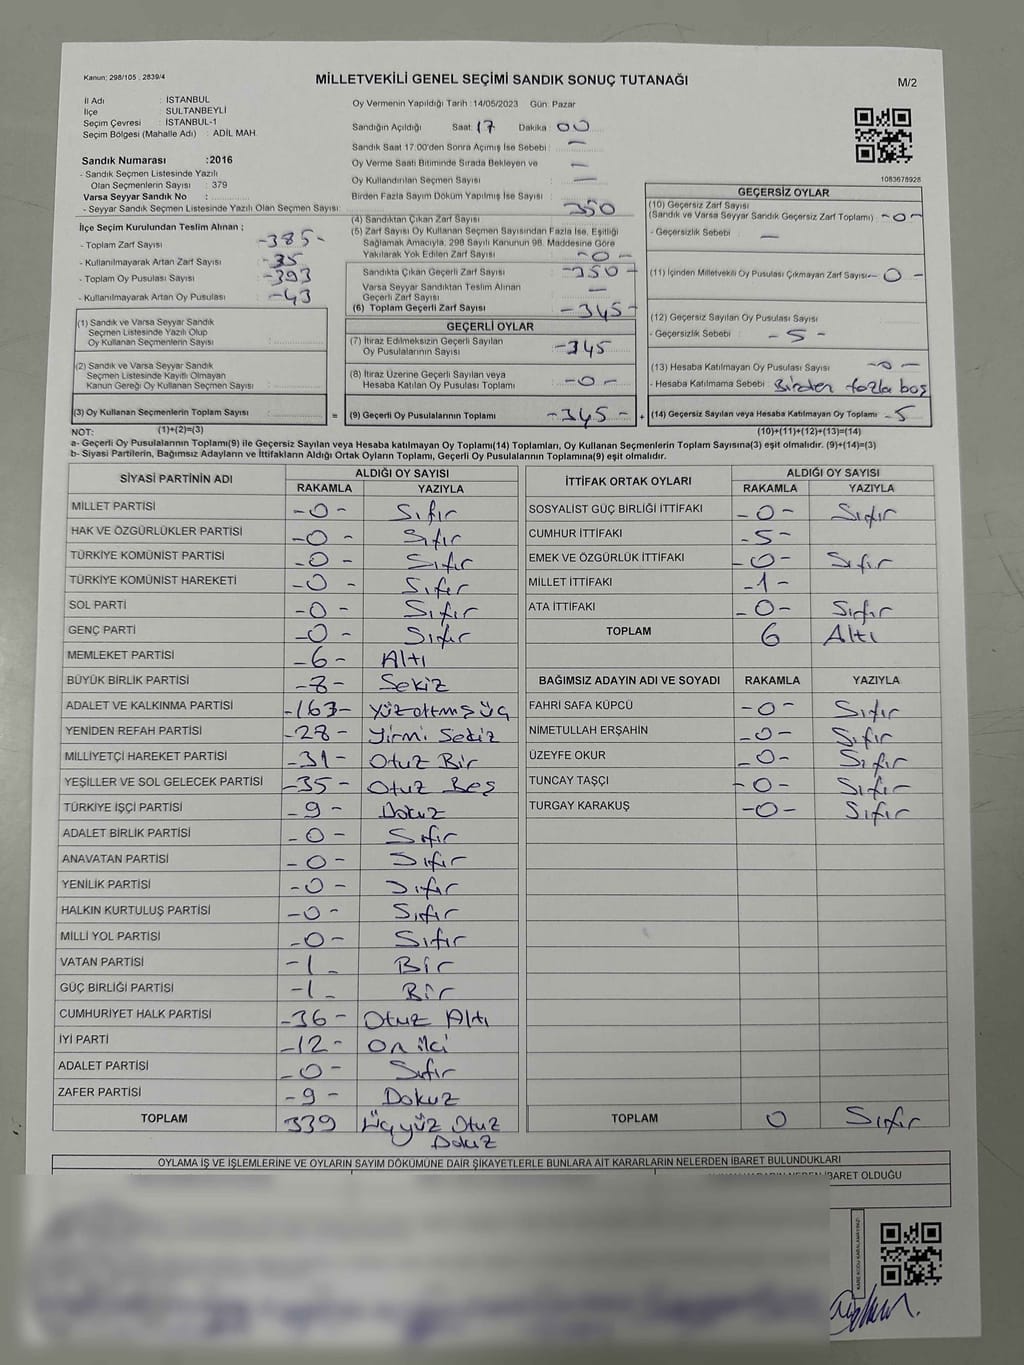 Kanun: 298/105 , 2839/4
MİLLETVEKİLİ GENEL SEÇİMİ SANDIK SONUÇ TUTANAĞI
M/2
İl Adı : İSTANBUL
İlçe : SULTANBEYLİ
Seçim Çevresi : İSTANBUL-1
Seçim Bölgesi (Mahalle Adı) : ADİL MAH.
Sandık Numarası :2016
- Sandık Seçmen Listesinde Yazılı
Olan Seçmenlerin Sayısı : 379
Varsa Seyyar Sandık No :
- Seyyar Sandık Seçmen Listesinde Yazılı Olan Seçmen Sayısı:
Oy Vermenin Yapıldığı Tarih :14/05/2023 Gün: Pazar
Sandığın Açıldığı Saat: 17 Dakika: 00
Sandık Saat 17:00'den Sonra Açımış İse Sebebi : —
Oy Verme Saati Bitiminde Sırada Bekleyen ve —
Oy Kullandırılan Seçmen Sayısı : —
Birden Fazla Sayım Döküm Yapılmış İse Sayısı :
1083678928
İlçe Seçim Kurulundan Teslim Alınan ;
- Toplam Zarf Sayısı -385-
- Kullanılmayarak Artan Zarf Sayısı -35
- Toplam Oy Pusulası Sayısı -393
- Kullanılmayarak Artan Oy Pusulası -43
(1) Sandık ve Varsa Seyyar Sandık
Seçmen Listesinde Yazılı Olup
Oy Kullanan Seçmenlerin Sayısı :
(2) Sandık ve Varsa Seyyar Sandık
Seçmen Listesinde Kayıtlı Olmayan
Kanun Gereği Oy Kullanan Seçmen Sayısı :
(3) Oy Kullanan Seçmenlerin Toplam Sayısı : =
(1)+(2)=(3)
(4) Sandıktan Çıkan Zarf Sayısı : 350
(5) Zarf Sayısı Oy Kullanan Seçmen Sayısından Fazla İse, Eşitliği
Sağlamak Amacıyla, 298 Sayılı Kanunun 98. Maddesine Göre
Yakılarak Yok Edilen Zarf Sayısı : -0-
Sandıkta Çıkan Geçerli Zarf Sayısı : -350-
Varsa Seyyar Sandıktan Teslim Alınan
Geçerli Zarf Sayısı : —
(6) Toplam Geçerli Zarf Sayısı : -345-
GEÇERLİ OYLAR
(7) İtiraz Edilmeksizin Geçerli Sayılan
Oy Pusulalarının Sayısı : -345
(8) İtiraz Üzerine Geçerli Sayılan veya
Hesaba Katılan Oy Pusulası Toplamı : -0-
(9) Geçerli Oy Pusulalarının Toplamı : -345- +
GEÇERSİZ OYLAR
(10) Geçersiz Zarf Sayısı
(Sandık ve Varsa Seyyar Sandık Geçersiz Zarf Toplamı) -0-
- Geçersizlik Sebebi : —
(11) İçinden Milletvekili Oy Pusulası Çıkmayan Zarf Sayısı - 0 -
(12) Geçersiz Sayılan Oy Pusulası Sayısı
- Geçersizlik Sebebi : - 5 -
(13) Hesaba Katılmayan Oy Pusulası Sayısı -0-
- Hesaba Katılmama Sebebi : Birden fazla boş
(14) Geçersiz Sayılan veya Hesaba Katılmayan Oy Toplamı -5
(10)+(11)+(12)+(13)=(14)
NOT:
a- Geçerli Oy Pusulasının Toplamı(9) ile Geçersiz Sayılan veya Hesaba katılmayan Oy Toplamı(14) Toplamları, Oy Kullanan Seçmenlerin Toplam Sayısına(3) eşit olmalıdır. (9)+(14)=(3)
b- Siyasi Partilerin, Bağımsız Adayların ve İttifakların Aldığı Ortak Oyların Toplamı, Geçerli Oy Pusulalarının Toplamına(9) eşit olmalıdır.
SİYASİ PARTİNİN ADI ALDIĞI OY SAYISI
RAKAMLA YAZIYLA
MİLLET PARTİSİ -0- Sıfır
HAK VE ÖZGÜRLÜKLER PARTİSİ -0- Sıfır
TÜRKİYE KOMÜNİST PARTİSİ -0- Sıfır
TÜRKİYE KOMÜNİST HAREKETİ -0- Sıfır
SOL PARTİ -0- Sıfır
GENÇ PARTİ -0- Sıfır
MEMLEKET PARTİSİ -6- Altı
BÜYÜK BİRLİK PARTİSİ -8- Sekiz
ADALET VE KALKINMA PARTİSİ -163- Yüzaltmışüç
YENİDEN REFAH PARTİSİ -28- Yirmi Sekiz
MİLLİYETÇİ HAREKET PARTİSİ -31- Otuz Bir
YEŞİLLER VE SOL GELECEK PARTİSİ -35- Otuz Beş
TÜRKİYE İŞÇİ PARTİSİ -9- Dokuz
ADALET BİRLİK PARTİSİ -0- Sıfır
ANAVATAN PARTİSİ -0- Sıfır
YENİLİK PARTİSİ -0- Sıfır
HALKIN KURTULUŞ PARTİSİ -0- Sıfır
MİLLİ YOL PARTİSİ -0- Sıfır
VATAN PARTİSİ -1- Bir
GÜÇ BİRLİĞİ PARTİSİ -1- Bir
CUMHURİYET HALK PARTİSİ -36- Otuz Altı
İYİ PARTİ -12- On iki
ADALET PARTİSİ -0- Sıfır
ZAFER PARTİSİ -9- Dokuz
TOPLAM 339 Üçyüz Otuz
Dokuz
İTTİFAK ORTAK OYLARI ALDIĞI OY SAYISI
RAKAMLA YAZIYLA
SOSYALİST GÜÇ BİRLİĞİ İTTİFAKI -0- Sıfır
CUMHUR İTTİFAKI -5-
EMEK VE ÖZGÜRLÜK İTTİFAKI -0- Sıfır
MİLLET İTTİFAKI -1-
ATA İTTİFAKI -0- Sıfır
TOPLAM 6 Altı
BAĞIMSIZ ADAYIN ADI VE SOYADI RAKAMLA YAZIYLA
FAHRİ SAFA KÜPCÜ -0- Sıfır
NİMETULLAH ERŞAHİN -0- Sıfır
ÜZEYFE OKUR -0- Sıfır
TUNCAY TAŞÇI -0- Sıfır
TURGAY KARAKUŞ -0- Sıfır
TOPLAM 0 Sıfır
OYLAMA İŞ VE İŞLEMLERİNE VE OYLARIN SAYIM DÖKÜMÜNE DAİR ŞİKAYETLERLE BUNLARA AİT KARARLARIN NELERDEN İBARET BULUNDUKLARI
İBARET OLDUĞU